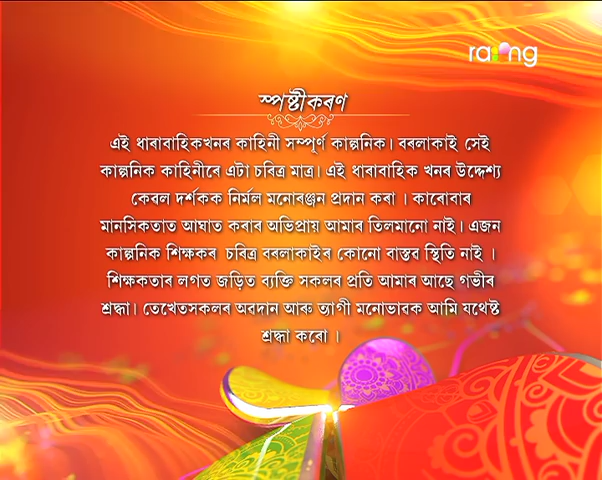 rang
স্পষ্টীকৰণ
এই ধাৰাবাহিকখনৰ কাহিনী সম্পূৰ্ণ কাল্পনিক। বৰলাকাই সেই
কাল্পনিক কাহিনীৰে এটা চৰিত্ৰ মাত্ৰ। এই ধাৰাবাহিক খনৰ উদ্দেশ্য
কেৱল দৰ্শকক নিৰ্মল মনোৰঞ্জন প্ৰদান কৰা । কাৰোবাৰ
মানসিকতাত আঘাত কৰাৰ অভিপ্ৰায় আমাৰ তিলমানো নাই। এজন
কাল্পনিক শিক্ষকৰ চৰিত্ৰ বৰলাকাইৰ কোনো বাস্তৱ স্থিতি নাই ।
শিক্ষকতাৰ লগত জড়িত ব্যক্তি সকলৰ প্ৰতি আমাৰ আছে গভীৰ
শ্ৰদ্ধা। তেখেতসকলৰ অৱদান আৰু ত্যাগী মনোভাৱক আমি যথেষ্ট
শ্ৰদ্ধা কৰো ।